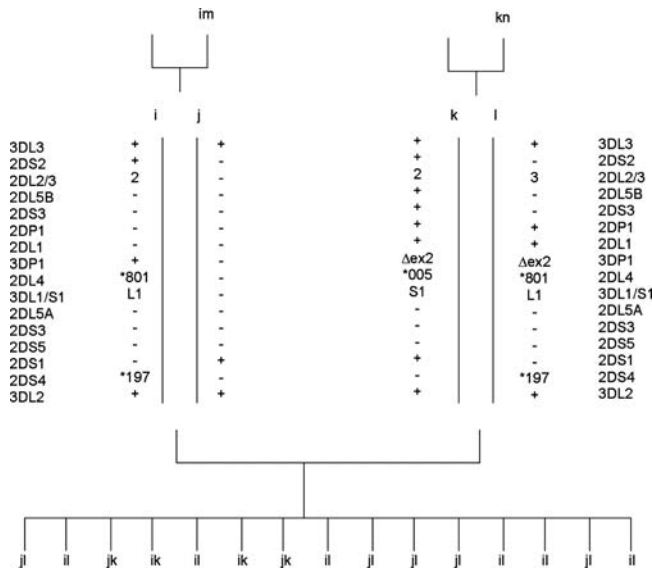 im kn
i j k l
3DL3 + + + + 3DL3
2DS2 + - + - 2DS2
2DL2/3 2 - 2 3 2DL2/3
2DL5B - - + - 2DL5B
2DS3 - - + - 2DS3
2DP1 - - + + 2DP1
2DL1 - - + + 2DL1
3DP1 + - Δex2 Δex2 3DP1
2DL4 *801 - *005 *801 2DL4
3DL1/S1 L1 - S1 L1 3DL1/S1
2DL5A - - - - 2DL5A
2DS3 - - - - 2DS3
2DS5 - - - - 2DS5
2DS1 - + + - 2DS1
2DS4 *197 - - *197 2DS4
3DL2 + + + + 3DL2
jl il jk ik il ik jk il jl jl jl il il jl il